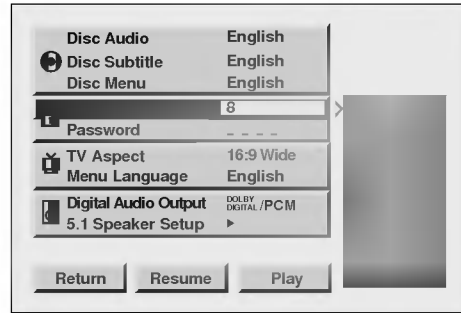 Disc Audio English
Disc Subtitle English
Disc Menu English
8
Password _ _ _ _
TV Aspect 16:9 Wide
Menu Language English
Digital Audio Output DOLBY DIGITAL /PCM
5.1 Speaker Setup ►
Return Resume Play